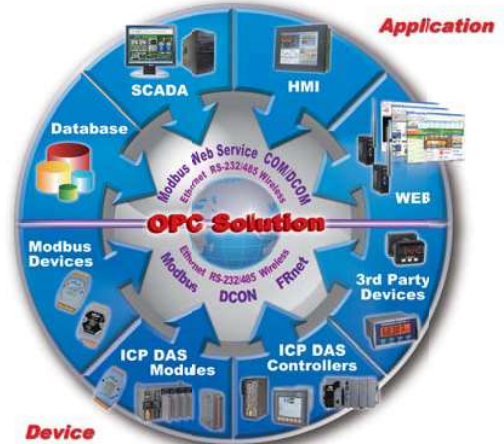 Application
SCADA
HMI
Database
WEB
Modbus Web Service COM/DCOM
Ethernet RS-232/485 Wireless
OPC Solution
Ethernet RS-232/485 Wireless
Modbus
DCON
FRnet
Modbus
Devices
3rd Party
Devices
ICP DAS
Modules
ICP DAS
Controllers
Device